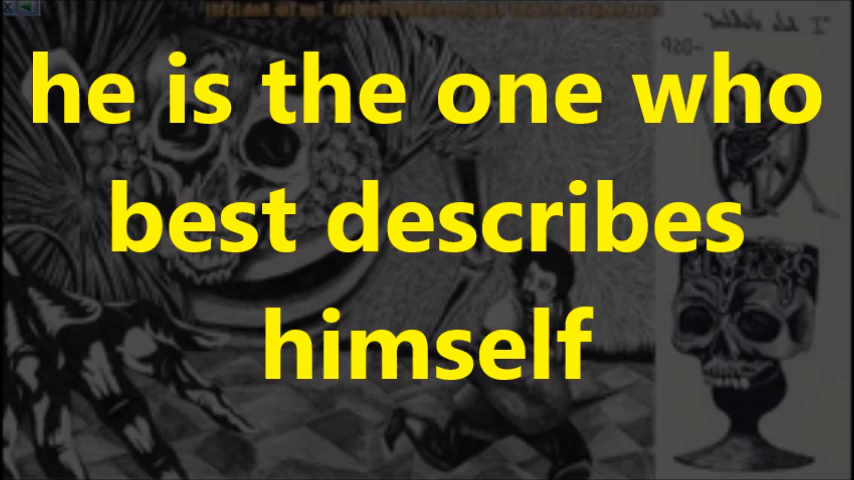 he is the one who
best describes
himself